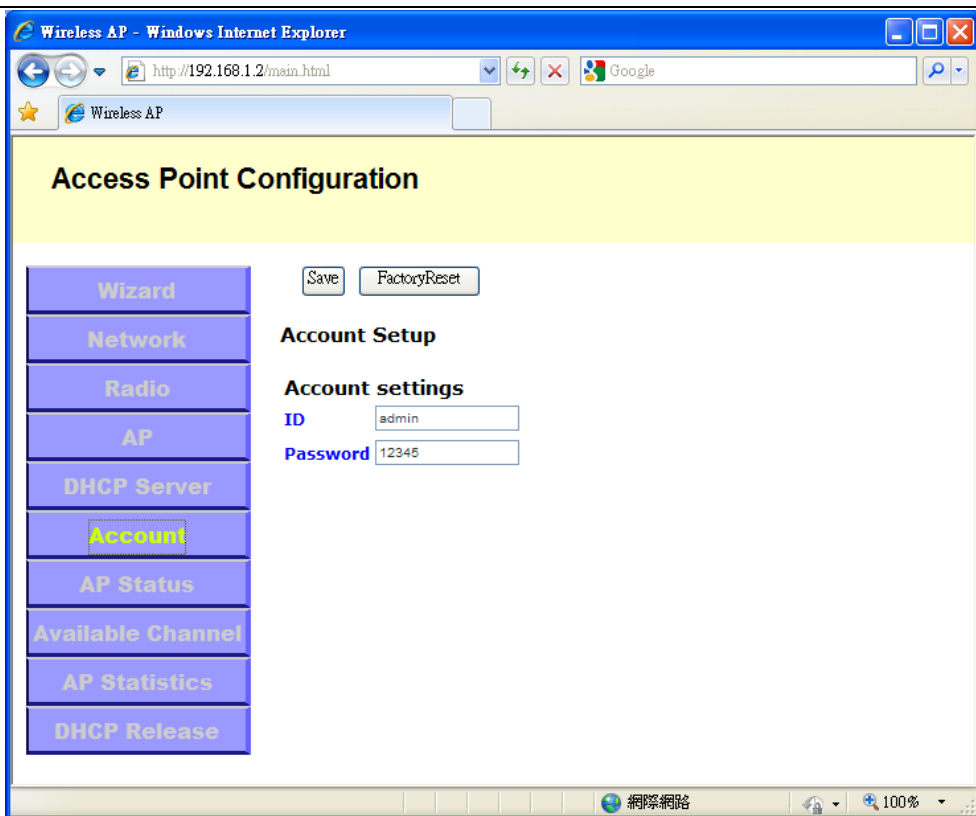 Wireless AP - Windows Internet Explorer
http://192.168.1.2/main.html
Google
Wireless AP
Access Point Configuration
Wizard
Network
Radio
AP
DHCP Server
Account
AP Status
Available Channel
AP Statistics
DHCP Release
Save FactoryReset
Account Setup
Account settings
ID admin
Password 12345
網際網路
100%